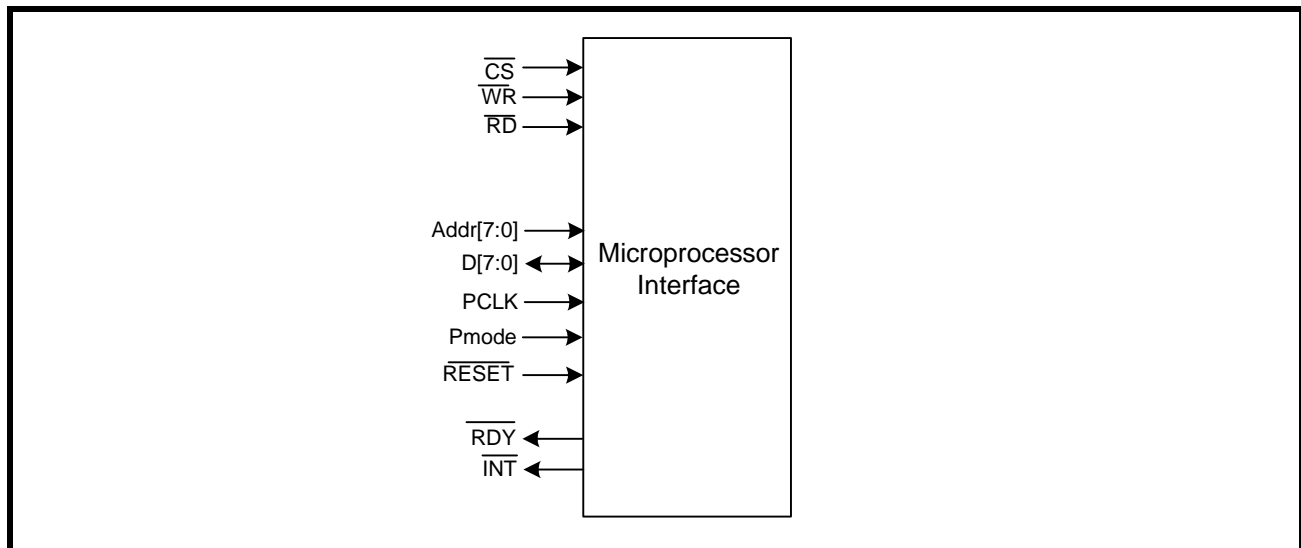 CS
WR
RD
Addr[7:0]
D[7:0]
PCLK
Pmode
RESET
RDY
INT
Microprocessor
Interface